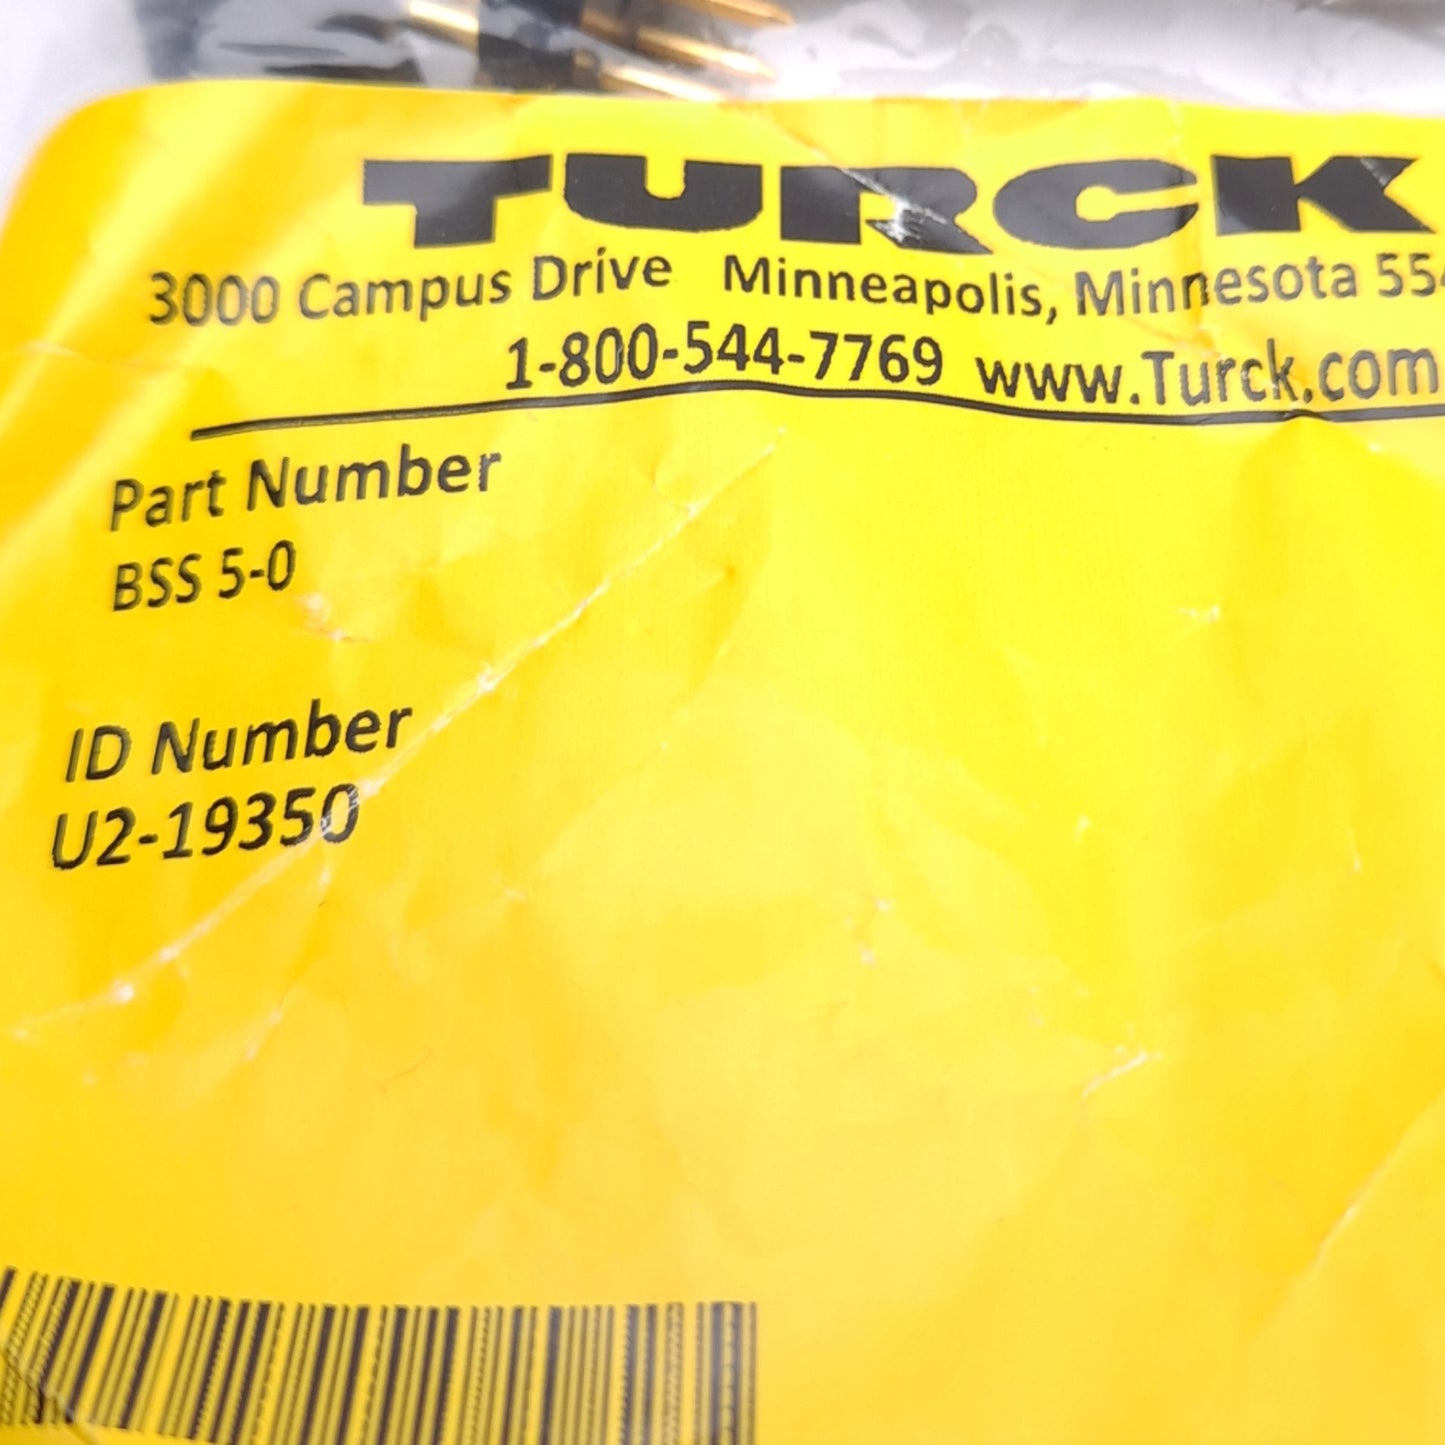 TURCK
3000 Campus Drive Minneapolis, Minnesota 554
1-800-544-7769 www.Turck.com
Part Number
BSS 5-0
ID Number
U2-19350